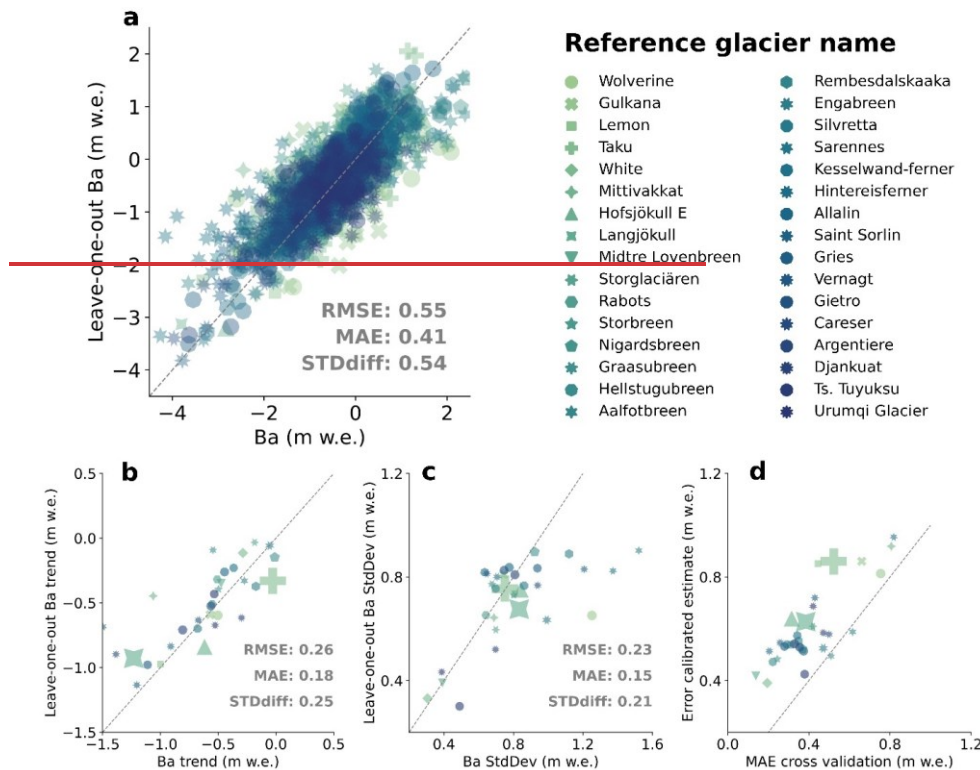 a
2
1
0
−1
−2
−3
−4
Leave-one-out Ba (m w.e.)
RMSE: 0.55
MAE: 0.41
STDdiff: 0.54
−4 −2 0 2
Ba (m w.e.)
Reference glacier name
Wolverine
Gulkana
Lemon
Taku
White
Mittivakkat
Hofsjökull E
Langjökull
Midtre Lovenbreen
Storglaciären
Rabots
Storbreen
Nigardsbreen
Graasubreen
Hellstugubreen
Aalfotbreen
Rembesdalskaaka
Engabreen
Silvretta
Sarennes
Kesselwand-ferner
Hintereisferner
Allalin
Saint Sorlin
Gries
Vernagt
Gietro
Careser
Argentiere
Djankuat
Ts. Tuyuksu
Urumqi Glacier
b
0.5
0.0
−0.5
−1.0
−1.5
Leave-one-out Ba trend (m w.e.)
RMSE: 0.26
MAE: 0.18
STDdiff: 0.25
−1.5 −1.0 −0.5 0.0 0.5
Ba trend (m w.e.)
c
1.2
0.8
0.4
Leave-one-out Ba StdDev (m w.e.)
RMSE: 0.23
MAE: 0.15
STDdiff: 0.21
0.4 0.8 1.2 1.6
Ba StdDev (m w.e.)
d
1.2
0.8
0.4
Error calibrated estimate (m w.e.)
0.0 0.4 0.8 1.2
MAE cross validation (m w.e.)